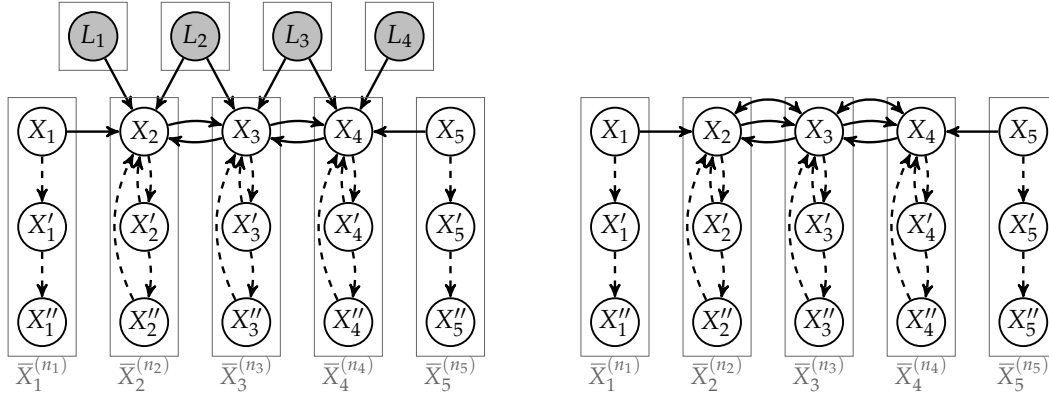 L₁ L₂ L₃ L₄
X₁ X₂ X₃ X₄ X₅ X₁ X₂ X₃ X₄ X₅
X′₁ X′₂ X′₃ X′₄ X′₅ X′₁ X′₂ X′₃ X′₄ X′₅
X″₁ X″₂ X″₃ X″₄ X″₅ X″₁ X″₂ X″₃ X″₄ X″₅
X̅₁^(n₁) X̅₂^(n₂) X̅₃^(n₃) X̅₄^(n₄) X̅₅^(n₅) X̅₁^(n₁) X̅₂^(n₂) X̅₃^(n₃) X̅₄^(n₄) X̅₅^(n₅)